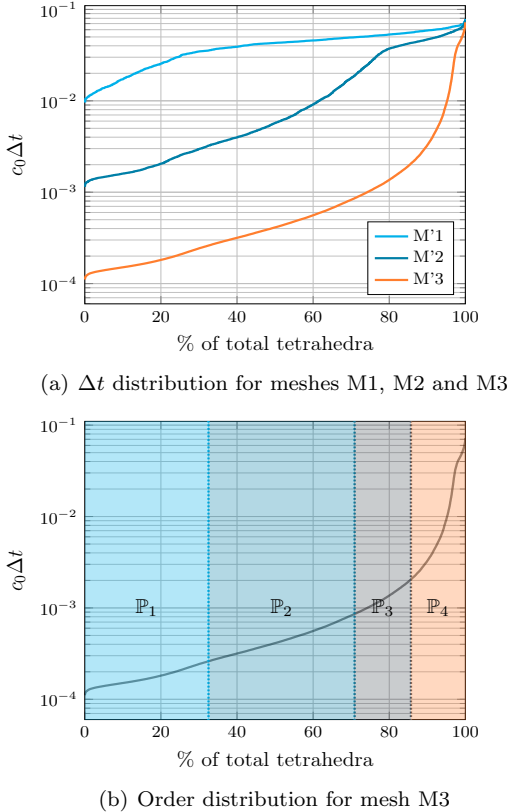 10⁻¹
10⁻²
10⁻³
10⁻⁴
c₀Δt
M'1
M'2
M'3
0 20 40 60 80 100
% of total tetrahedra
(a) Δt distribution for meshes M1, M2 and M3
10⁻¹
10⁻²
10⁻³
10⁻⁴
c₀Δt
ℙ₁ ℙ₂ ℙ₃ ℙ₄
0 20 40 60 80 100
% of total tetrahedra
(b) Order distribution for mesh M3